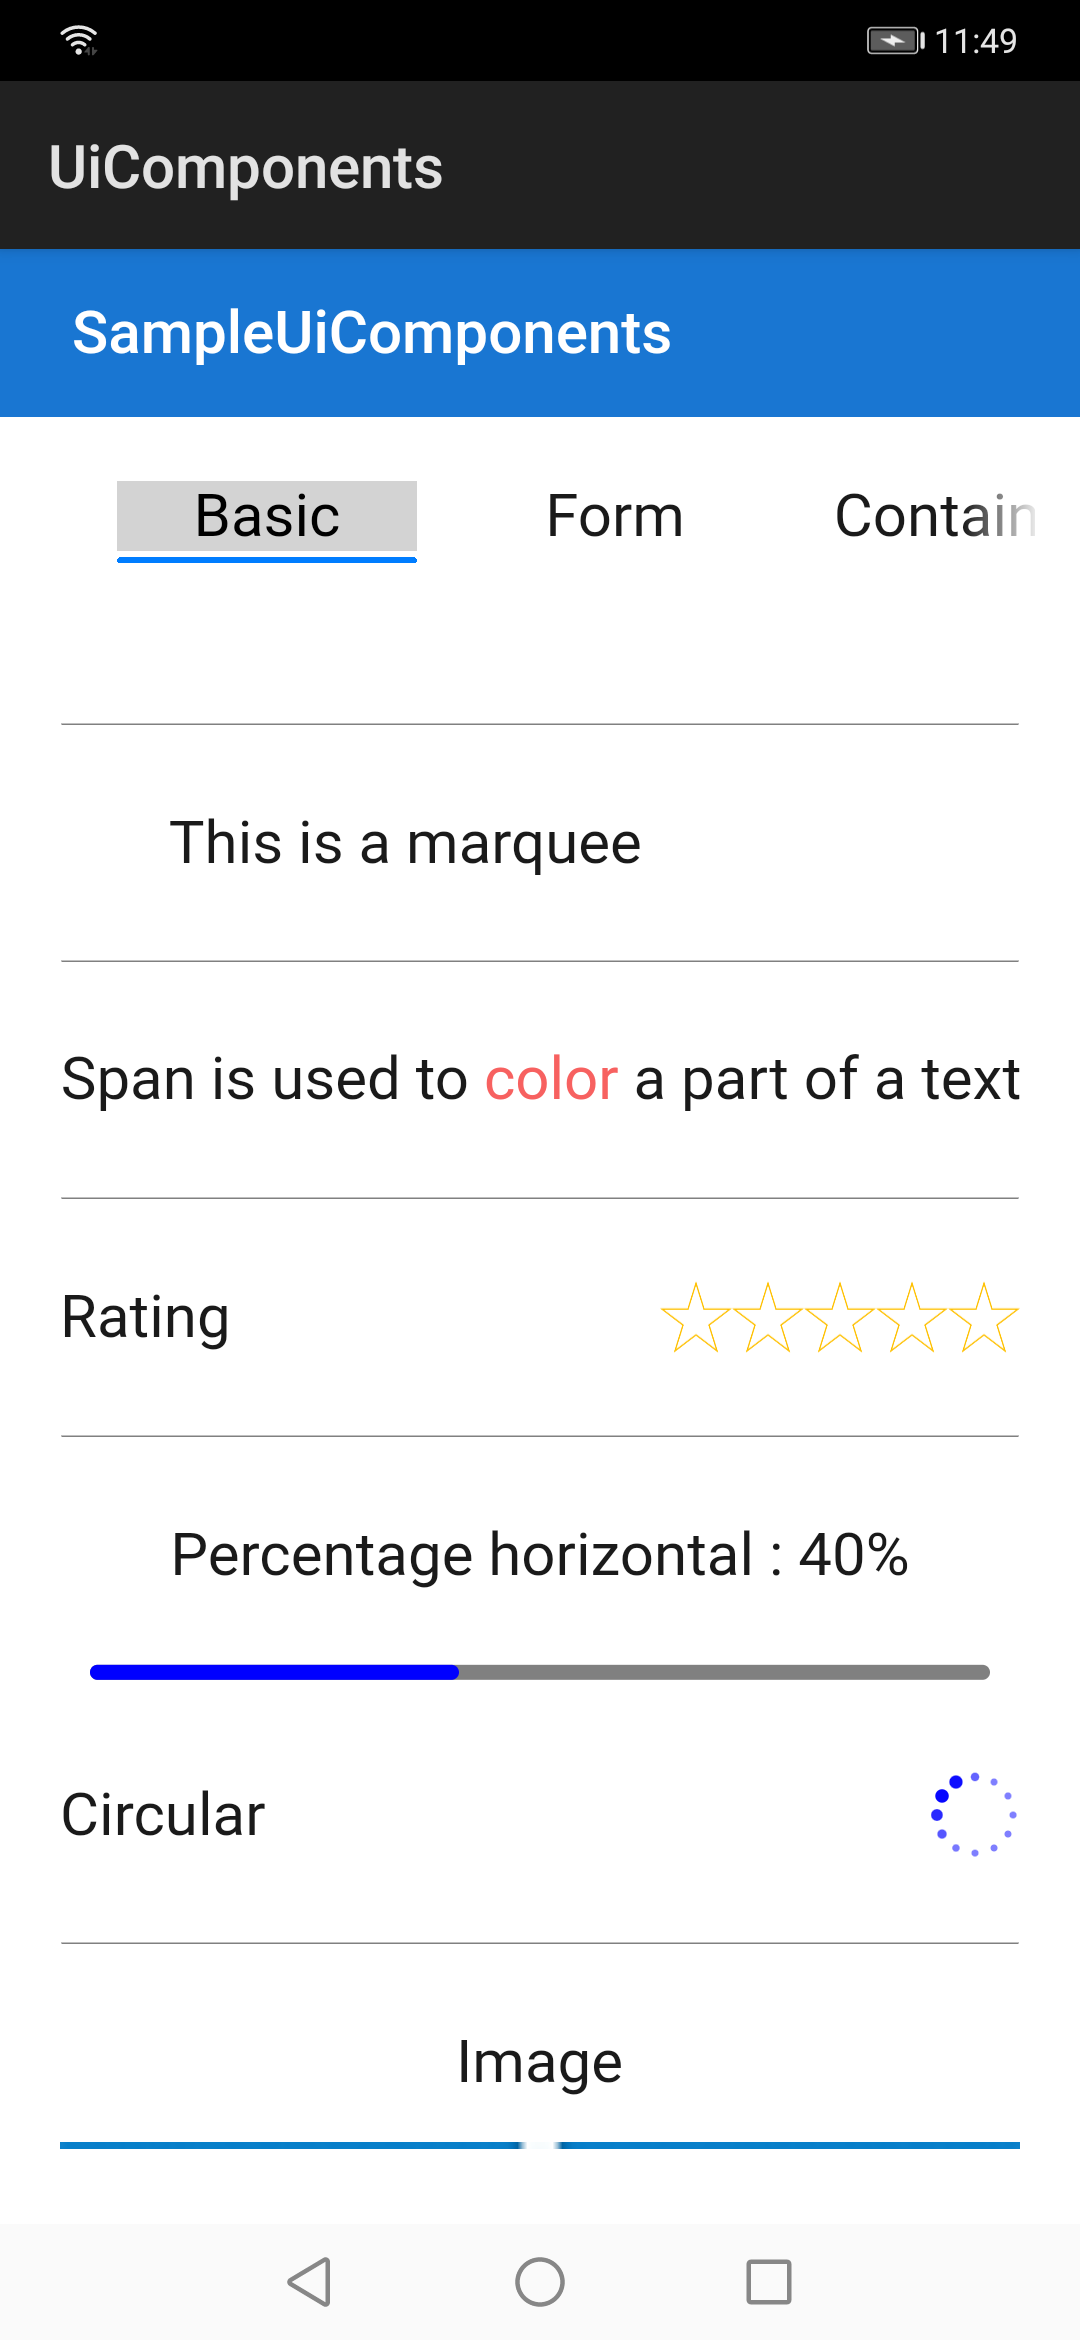 11:49
UiComponents
SampleUiComponents
Basic Form Contain
This is a marquee
Span is used to color a part of a text
Rating
Percentage horizontal : 40%
Circular
Image